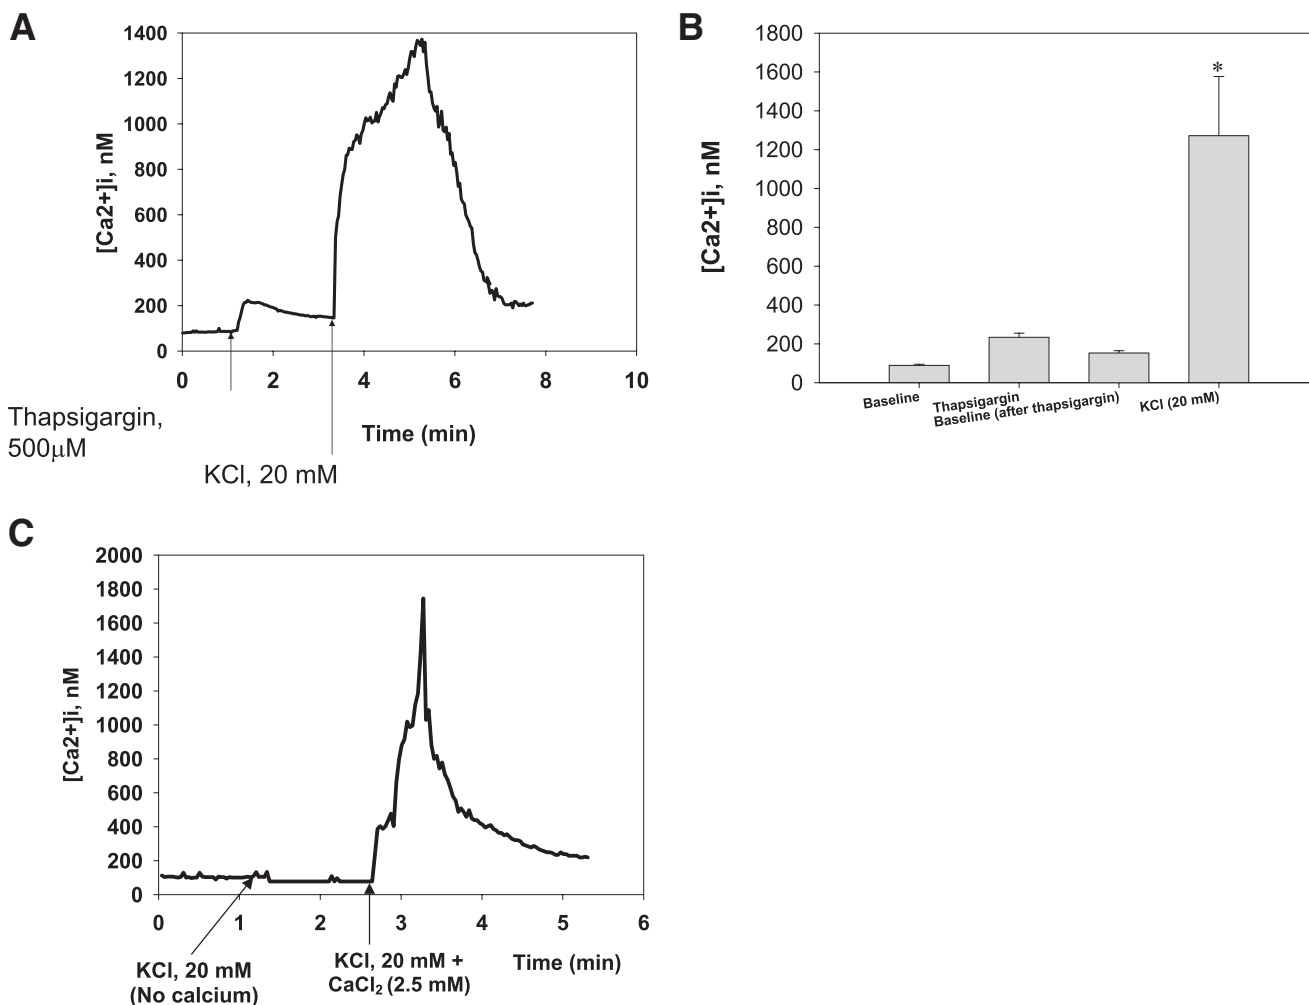 A
1400
1200
1000
800
600
400
200
0
[Ca2+]i, nM
0 2 4 6 8 10
Thapsigargin,
500μM
Time (min)
KCl, 20 mM
B
1800
1600
1400
1200
1000
800
600
400
200
0
[Ca2+]i, nM
*
Baseline
Thapsigargin
Baseline (after thapsigargin)
KCl (20 mM)
C
2000
1800
1600
1400
1200
1000
800
600
400
200
0
[Ca2+]i, nM
0 1 2 3 4 5 6
KCl, 20 mM
(No calcium)
KCl, 20 mM +
CaCl₂ (2.5 mM)
Time (min)